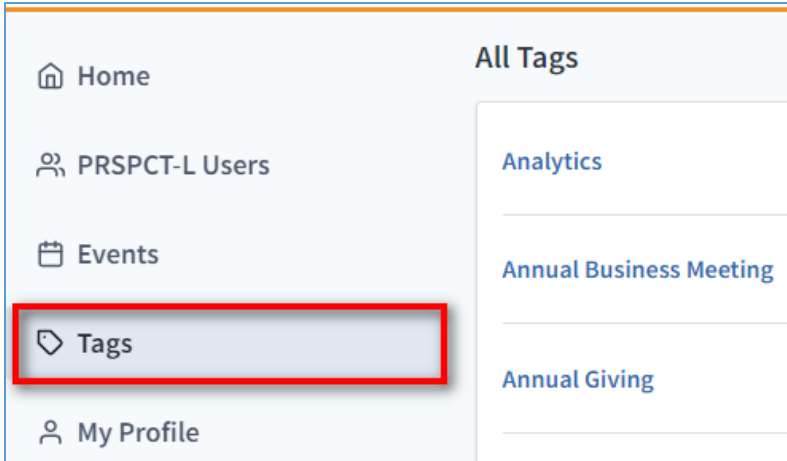 Home
PRSPCT-L Users
Events
Tags
My Profile
All Tags
Analytics
Annual Business Meeting
Annual Giving